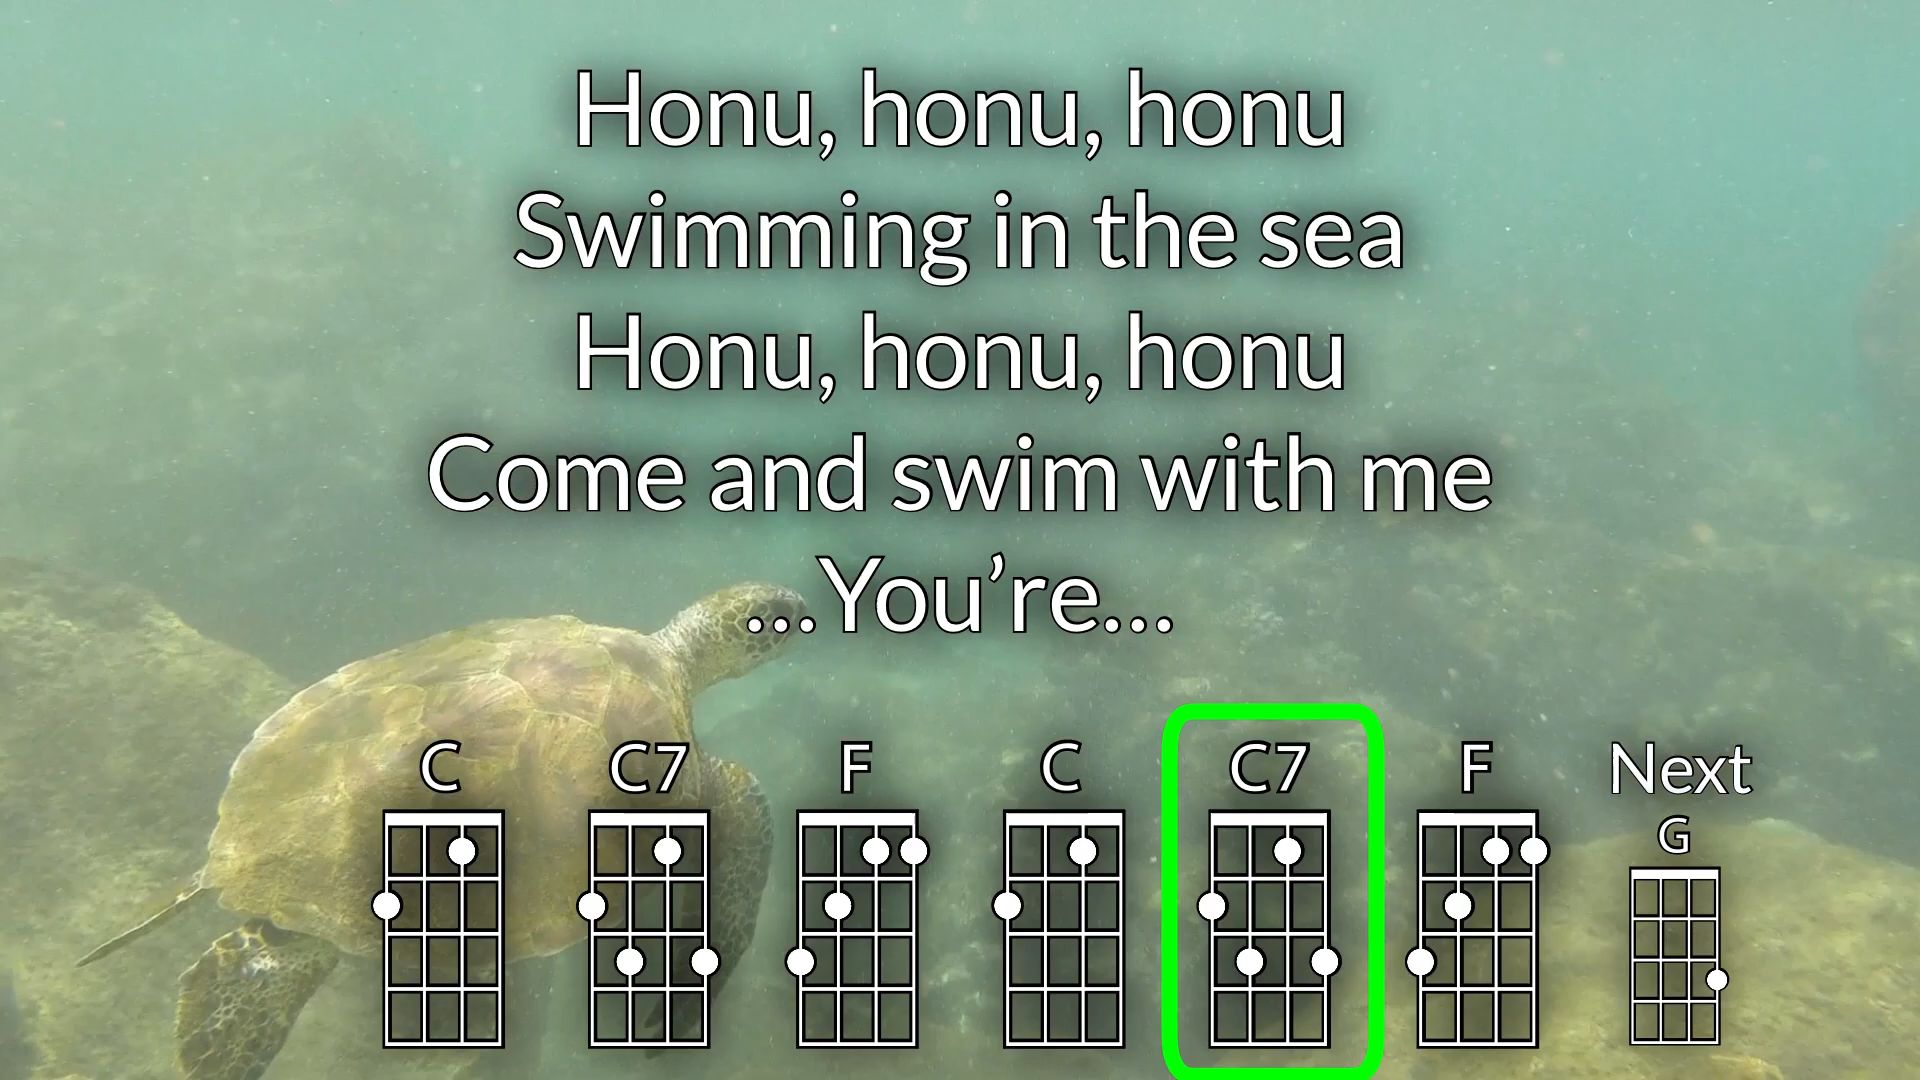 Honu, honu, honu
Swimming in the sea
Honu, honu, honu
Come and swim with me
...You’re...
C C7 F C C7 F Next
G